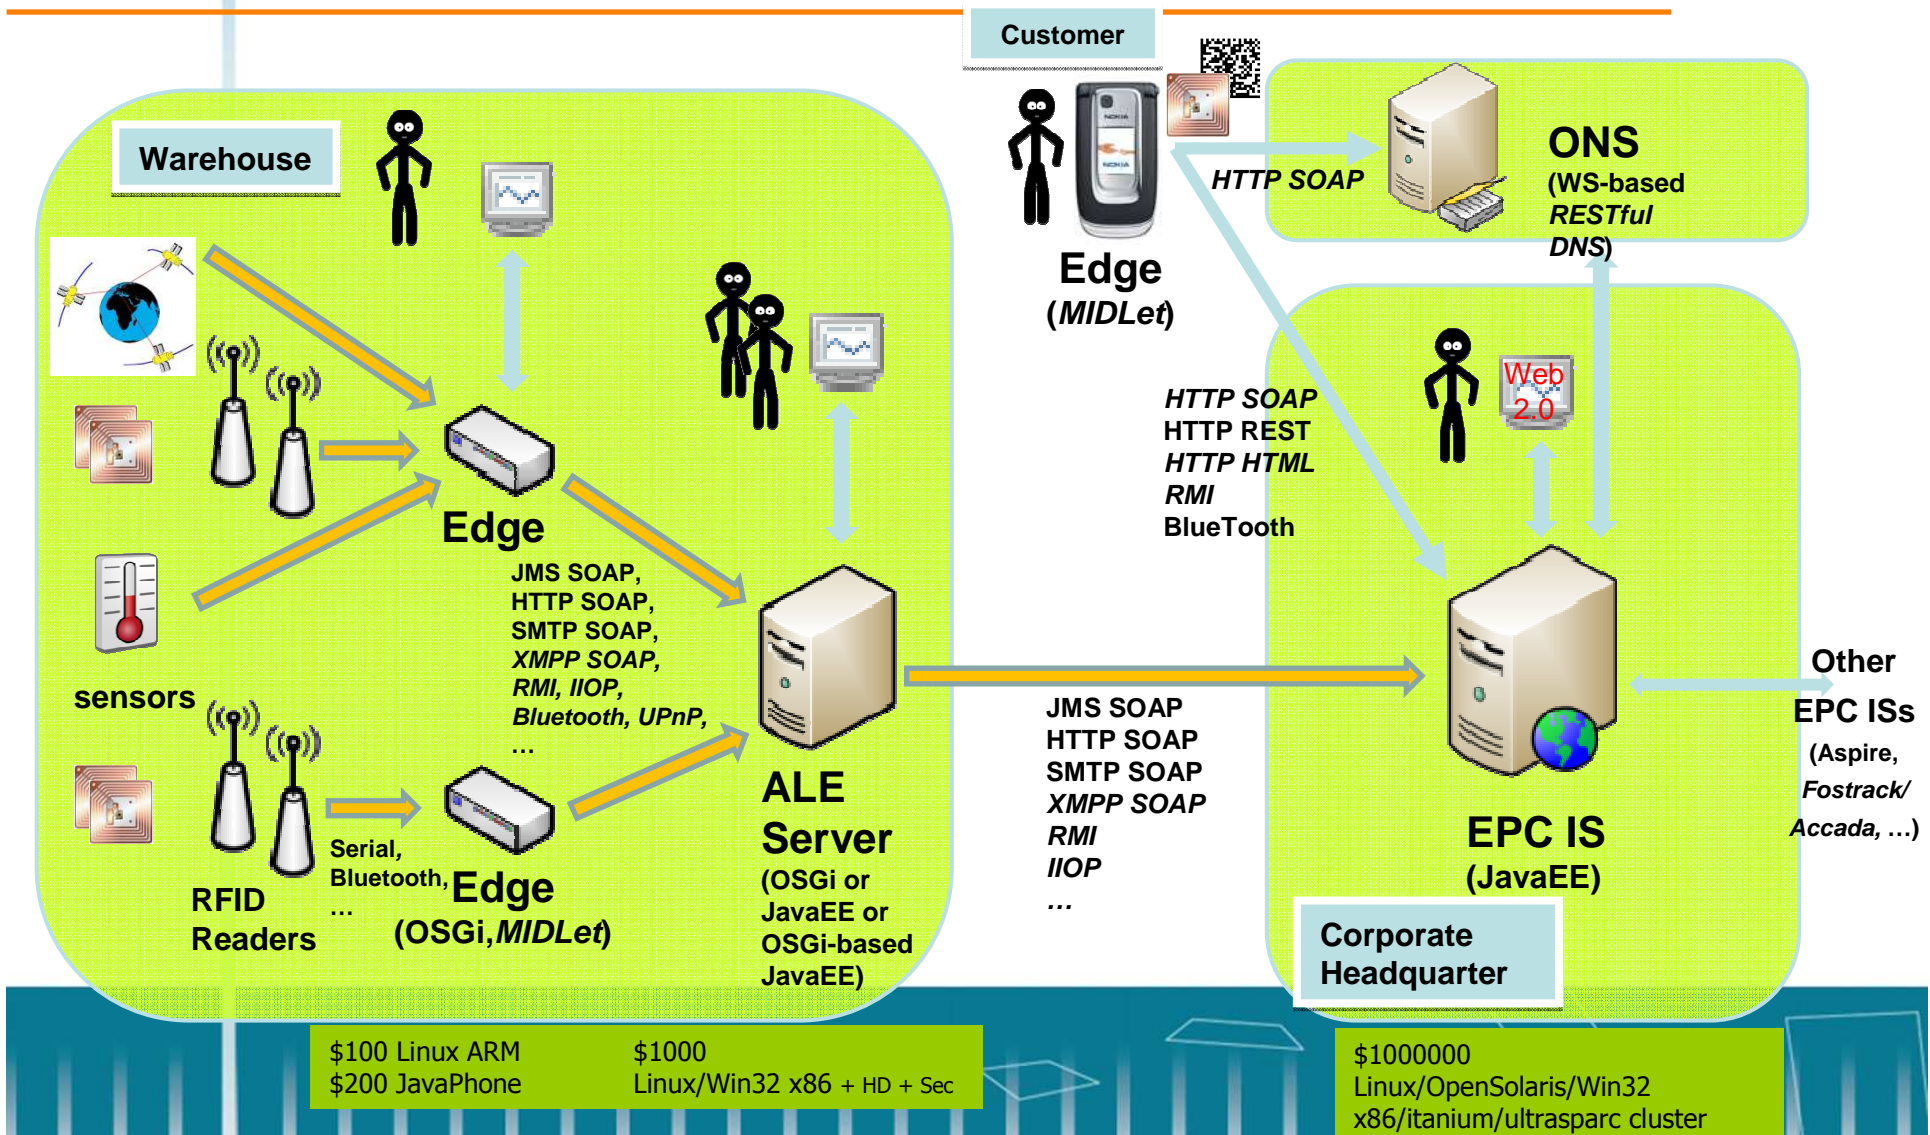 Customer
Warehouse
NOKIA
NOKIA
HTTP SOAP
ONS
(WS-based
RESTful
DNS)
Edge
(MIDLet)
HTTP SOAP
HTTP REST
HTTP HTML
RMI
BlueTooth
Web
2.0
Edge
JMS SOAP,
HTTP SOAP,
SMTP SOAP,
XMPP SOAP,
RMI, IIOP,
Bluetooth, UPnP,
...
sensors
RFID
Readers
Serial,
Bluetooth,
...
Edge
(OSGi,MIDLet)
ALE
Server
(OSGi or
JavaEE or
OSGi-based
JavaEE)
JMS SOAP
HTTP SOAP
SMTP SOAP
XMPP SOAP
RMI
IIOP
...
EPC IS
(JavaEE)
Other
EPC ISs
(Aspire,
Fostrack/
Accada, ...)
Corporate
Headquarter
$100 Linux ARM
$200 JavaPhone
$1000
Linux/Win32 x86 + HD + Sec
$1000000
Linux/OpenSolaris/Win32
x86/itanium/ultrasparc cluster